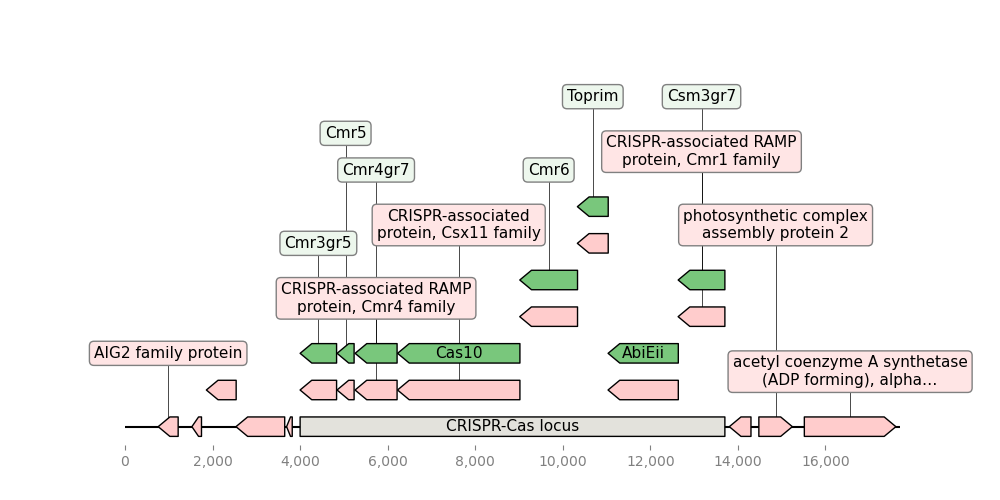 Toprim
Csm3gr7
Cmr5
CRISPR-associated RAMP
protein, Cmr1 family
Cmr4gr7
Cmr6
CRISPR-associated
protein, Csx11 family
photosynthetic complex
assembly protein 2
Cmr3gr5
CRISPR-associated RAMP
protein, Cmr4 family
AIG2 family protein
Cas10
AbiEii
acetyl coenzyme A synthetase
(ADP forming), alpha...
CRISPR-Cas locus
0 2,000 4,000 6,000 8,000 10,000 12,000 14,000 16,000